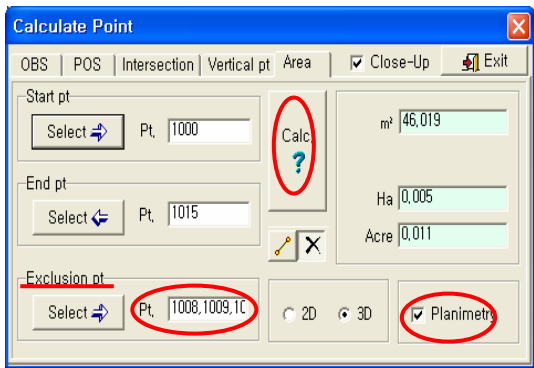 Calculate Point
OBS POS Intersection Vertical pt Area Close-Up Exit
Start pt
Select Pt, 1000
Calc,
?
m² 46,019
End pt
Select Pt, 1015
Ha 0,005
Acre 0,011
Exclusion pt
Select Pt, 1008,1009,10
2D 3D
Planimetry